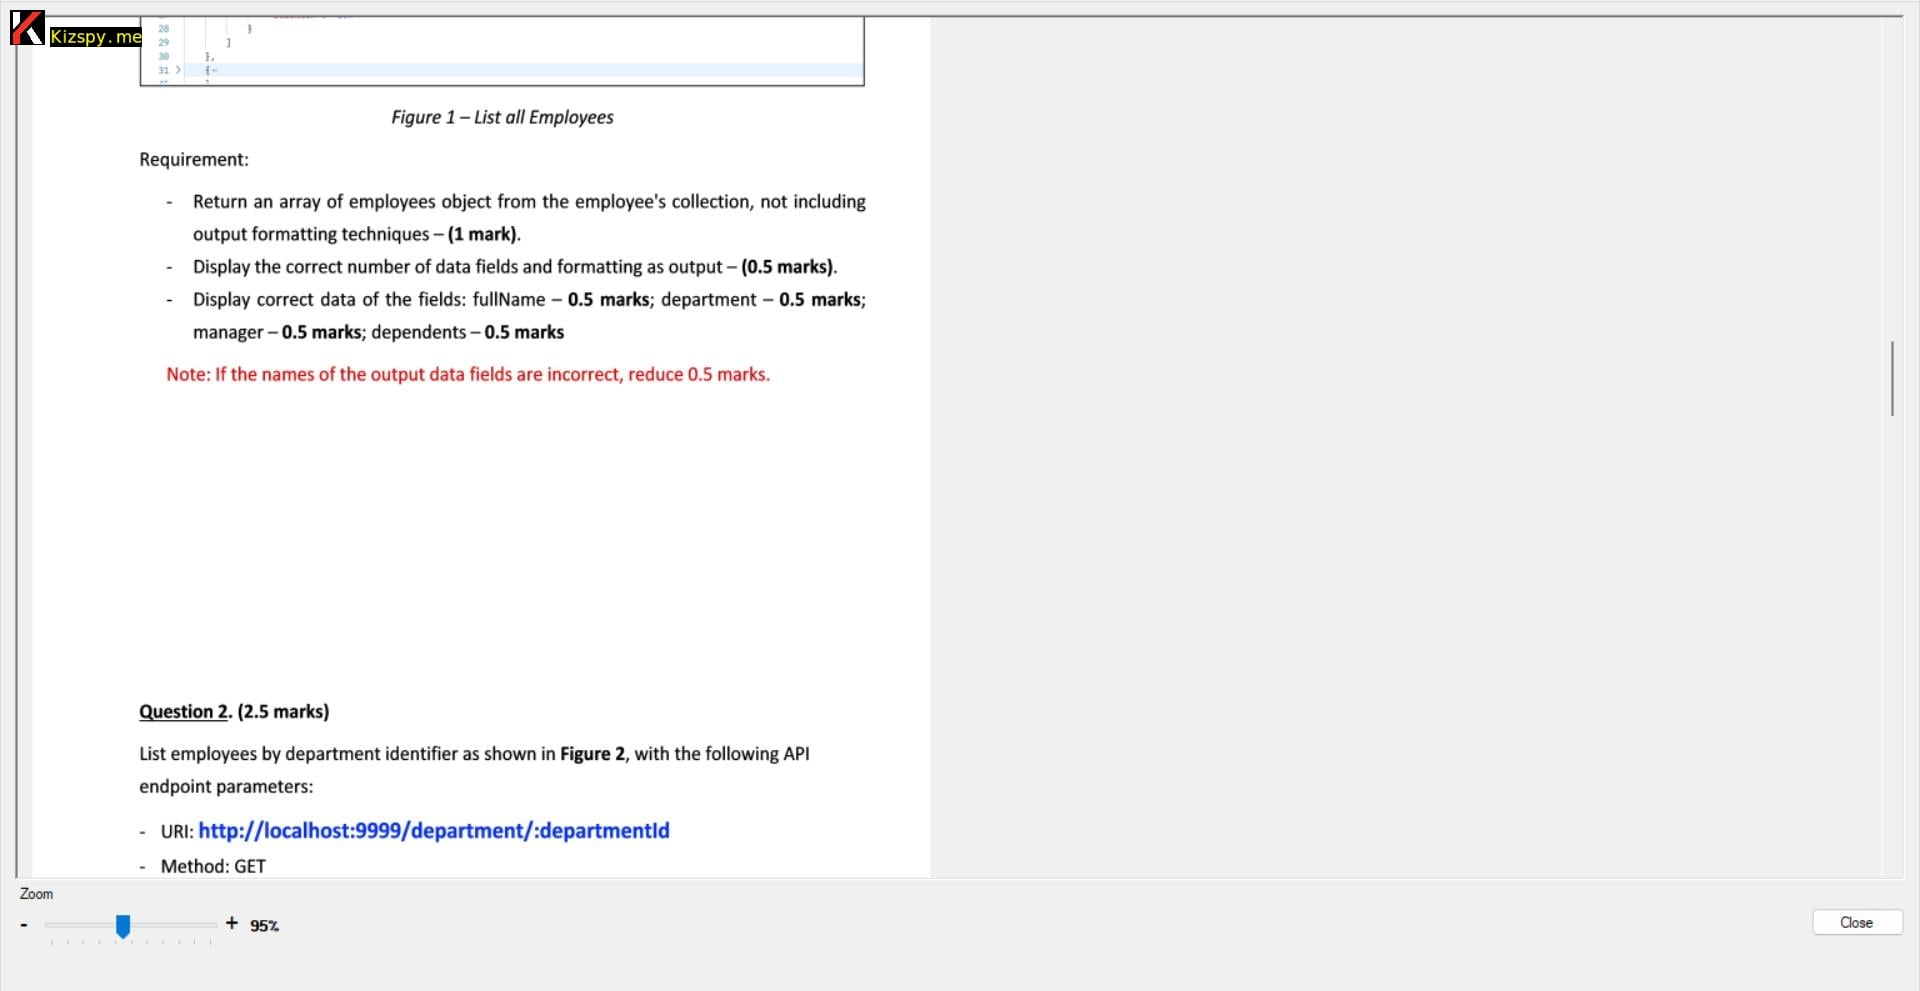 Kizspy.me
28 }
29 ]
30 },
31 > {--
Figure 1 – List all Employees
Requirement:
- Return an array of employees object from the employee's collection, not including
output formatting techniques – (1 mark).
- Display the correct number of data fields and formatting as output – (0.5 marks).
- Display correct data of the fields: fullName – 0.5 marks; department – 0.5 marks;
manager – 0.5 marks; dependents – 0.5 marks
Note: If the names of the output data fields are incorrect, reduce 0.5 marks.
Question 2. (2.5 marks)
List employees by department identifier as shown in Figure 2, with the following API
endpoint parameters:
- URI: http://localhost:9999/department/:departmentId
- Method: GET
Zoom
- + 95%
Close